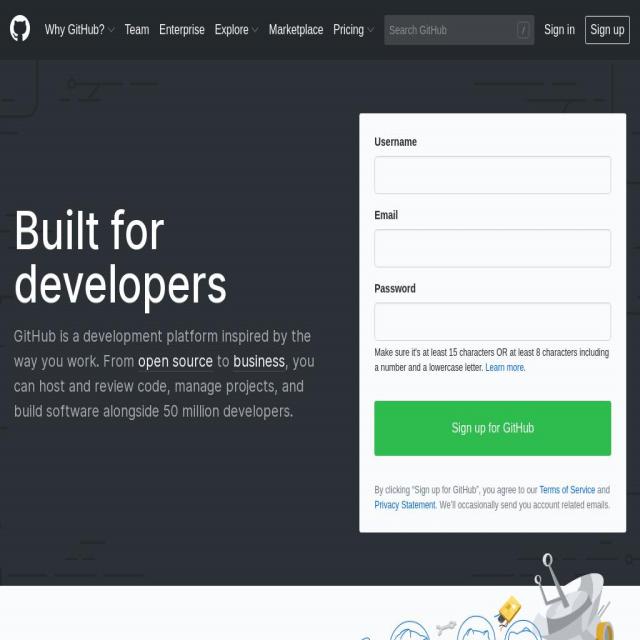 Why GitHub? Team Enterprise Explore Marketplace Pricing Search GitHub / Sign in Sign up
Built for
developers
GitHub is a development platform inspired by the
way you work. From open source to business, you
can host and review code, manage projects, and
build software alongside 50 million developers.
Username
Email
Password
Make sure it's at least 15 characters OR at least 8 characters including
a number and a lowercase letter. Learn more.
Sign up for GitHub
By clicking “Sign up for GitHub”, you agree to our Terms of Service and
Privacy Statement. We’ll occasionally send you account related emails.